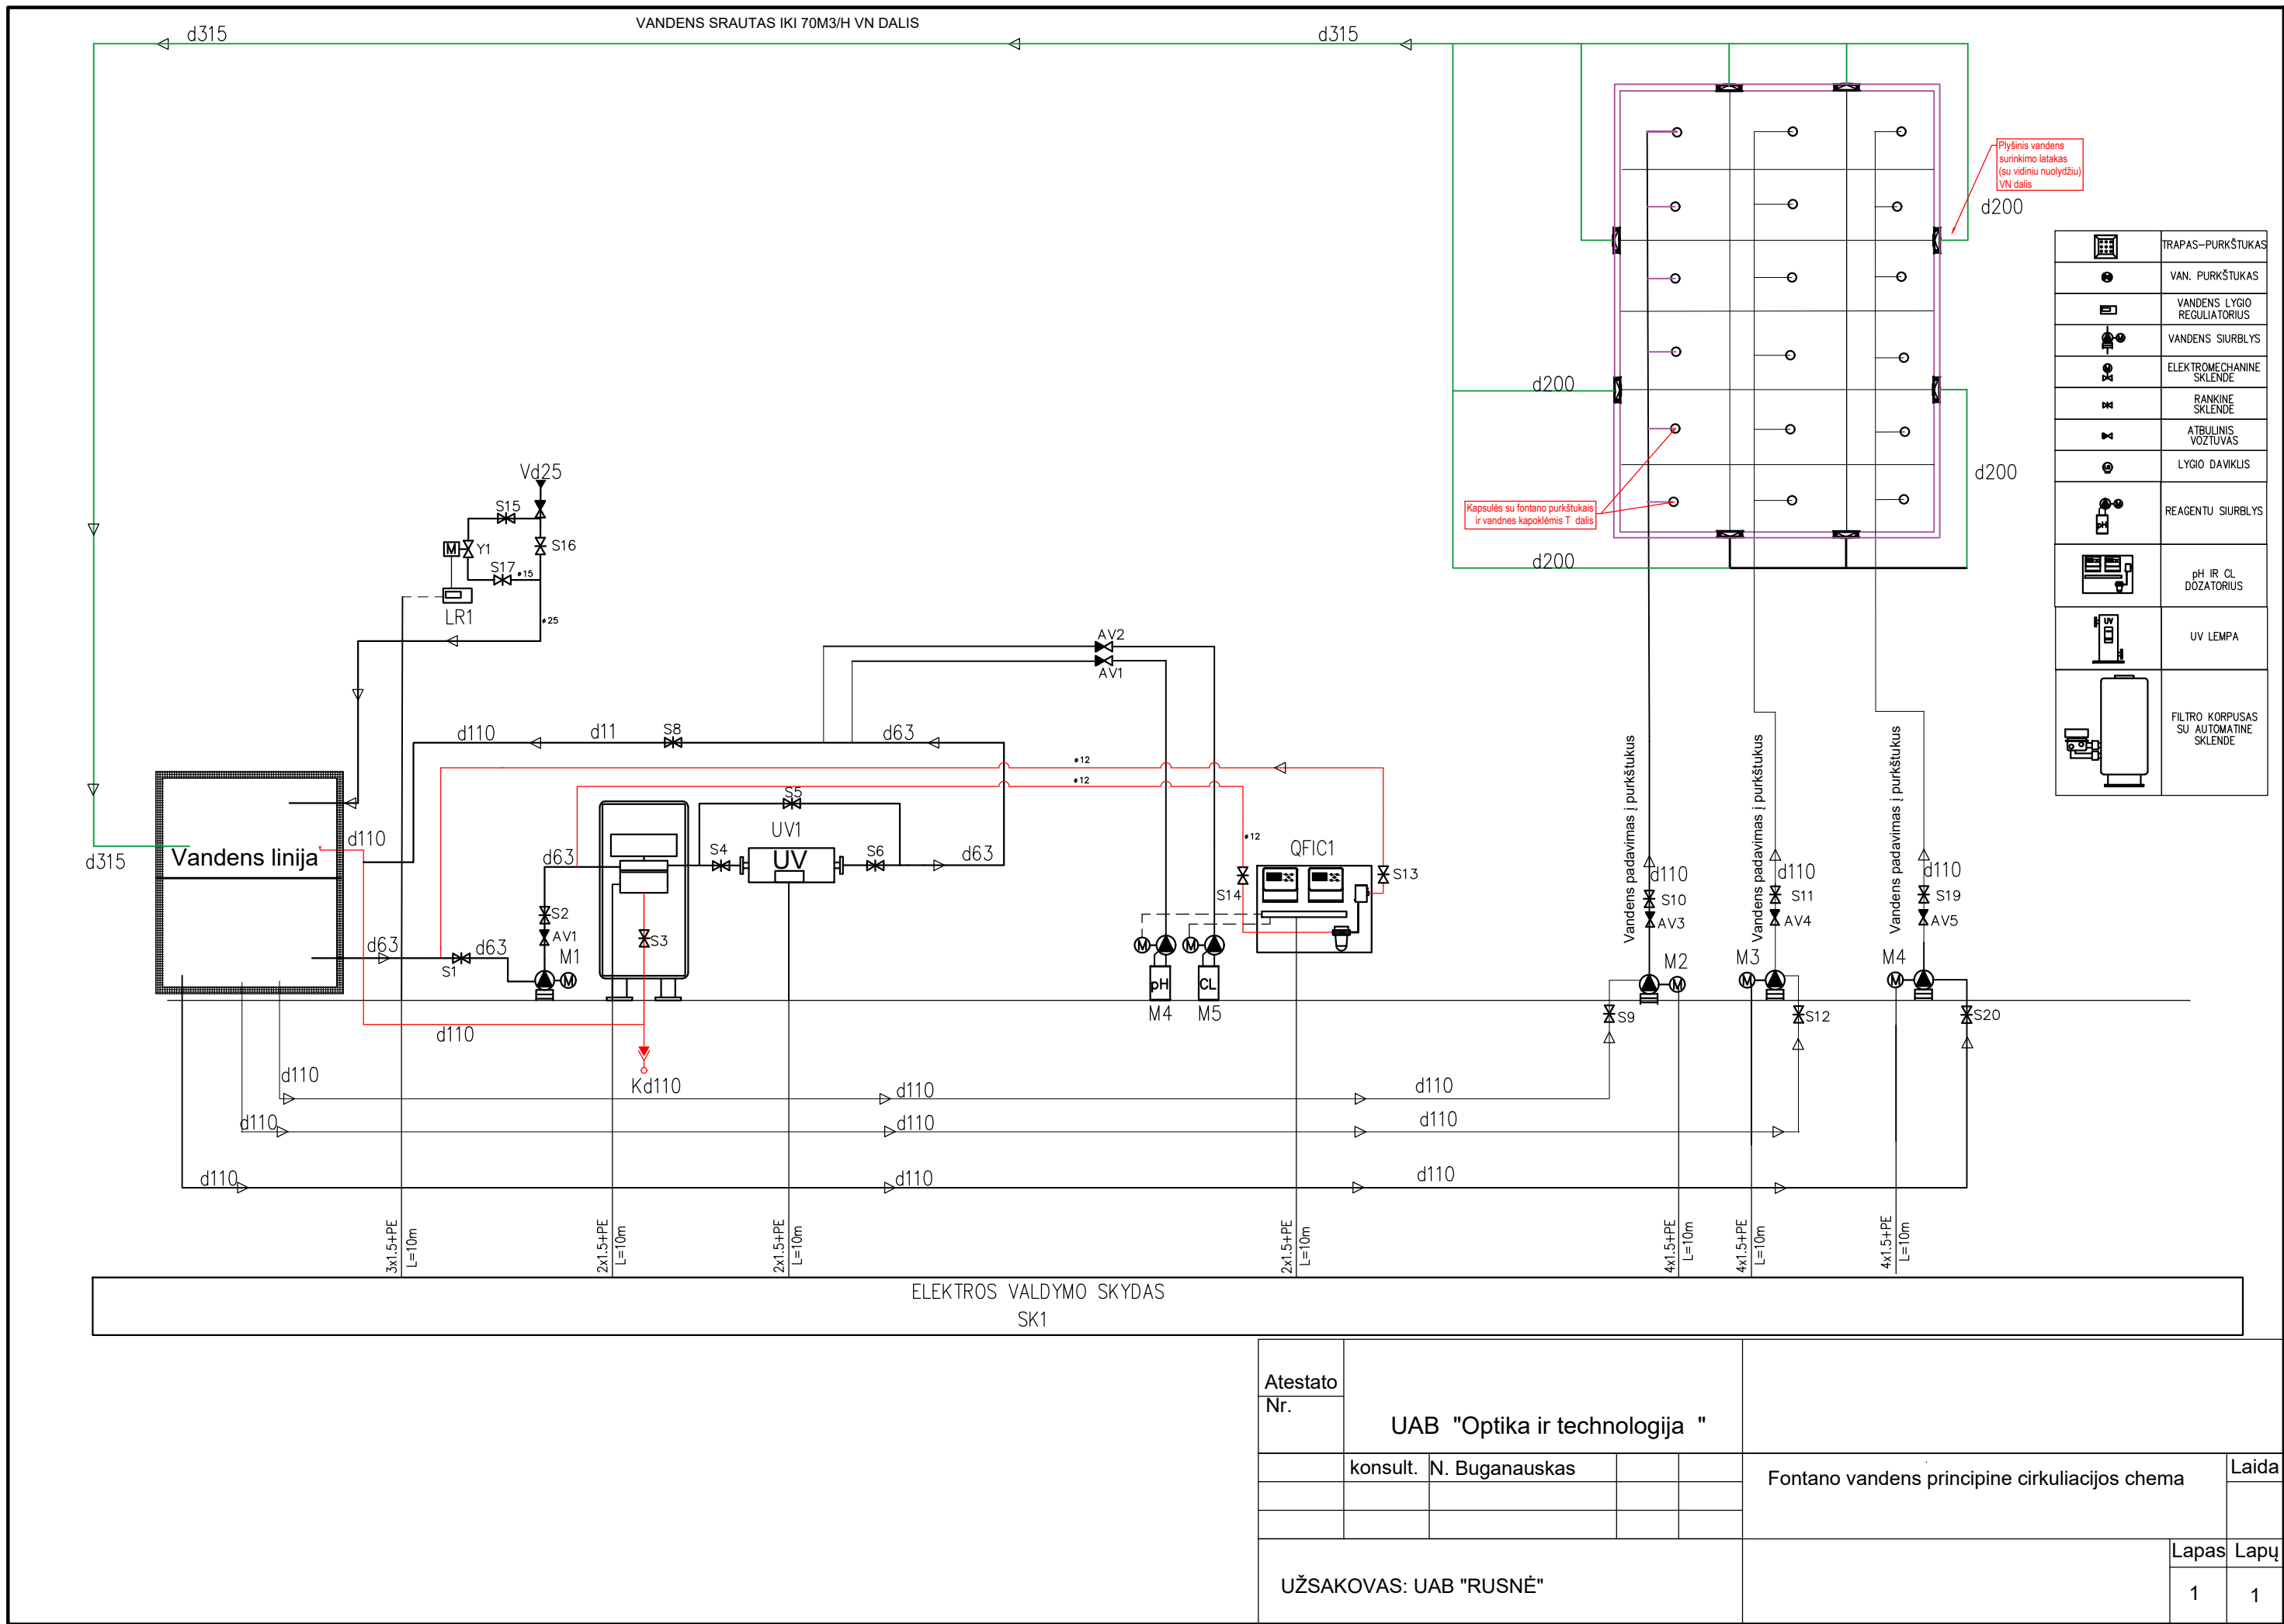 VANDENS SRAUTAS IKI 70M3/H VN DALIS
d315
d315
Plyšinis vandens
surinkimo latakas
(su vidiniu nuolydžiu)
VN dalis
d200
d200
d200
d200
Kapsulės su fontano purkštukais
ir vandnes kapoklėmis T dalis
TRAPAS-PURKŠTUKAS
VAN. PURKŠTUKAS
VANDENS LYGIO
REGULIATORIUS
VANDENS SIURBLYS
ELEKTROMECHANINE
SKLENDE
RANKINE
SKLENDE
ATBULINIS
VOZTUVAS
LYGIO DAVIKLIS
REAGENTU SIURBLYS
pH
pH IR CL
DOZATORIUS
UV
UV LEMPA
FILTRO KORPUSAS
SU AUTOMATINE
SKLENDE
Vd25
S15
S16
M
Y1
S17
ø15
LR1
ø25
AV2
AV1
d110
d11
S8
d63
ø12
ø12
ø12
S5
UV1
UV
S4
S6
d63
d63
d315
Vandens linija
d110
S2
AV1
M1
M
S3
d63
d63
S1
QFIC1
S14
S13
M
M
pH
CL
M4
M5
Vandens padavimas į purkštukus
Vandens padavimas į purkštukus
Vandens padavimas į purkštukus
d110
S10
AV3
d110
S11
AV4
d110
S19
AV5
M2
M
M3
M
M4
M
S9
S12
S20
d110
Kd110
d110
d110
d110
d110
d110
d110
d110
d110
d110
3x1.5+PE
L=10m
2x1.5+PE
L=10m
2x1.5+PE
L=10m
2x1.5+PE
L=10m
4x1.5+PE
L=10m
4x1.5+PE
L=10m
4x1.5+PE
L=10m
ELEKTROS VALDYMO SKYDAS
SK1
Atestato
Nr.
UAB "Optika ir technologija "
konsult. N. Buganauskas
Fontano vandens principine cirkuliacijos chema
Laida
UŽSAKOVAS: UAB "RUSNĖ"
Lapas Lapų
1 1